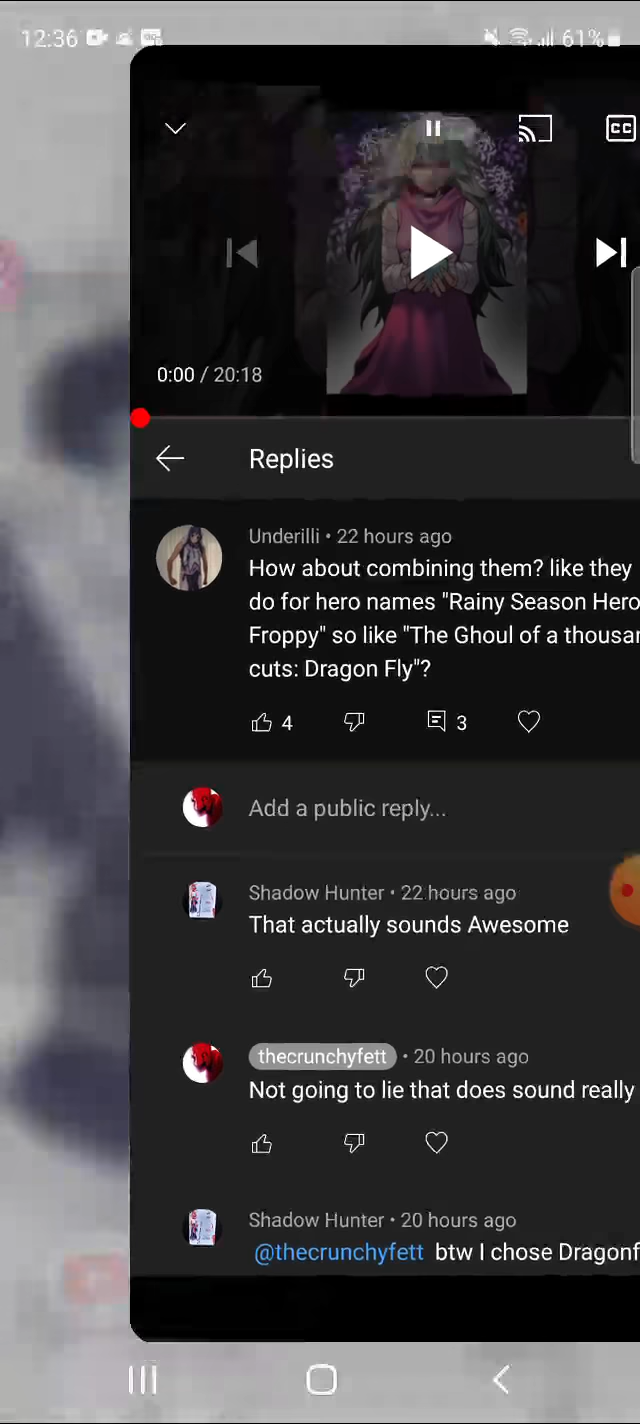 12:36
61%
CC
0:00 / 20:18
Replies
Underilli • 22 hours ago
How about combining them? like they
do for hero names "Rainy Season Hero
Froppy" so like "The Ghoul of a thousan
cuts: Dragon Fly"?
4 3
Add a public reply...
Shadow Hunter • 22 hours ago
That actually sounds Awesome
thecrunchyfett • 20 hours ago
Not going to lie that does sound really
Shadow Hunter • 20 hours ago
@thecrunchyfett btw I chose Dragonf